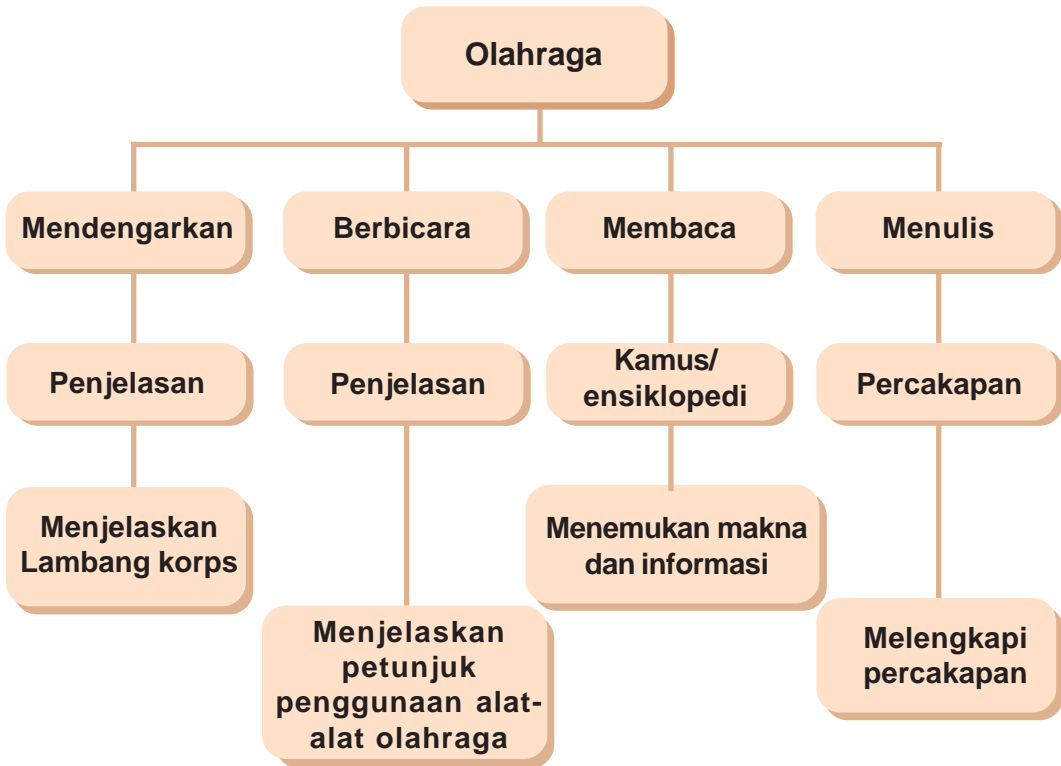 Olahraga
Mendengarkan
Berbicara
Membaca
Menulis
Penjelasan
Penjelasan
Kamus/
ensiklopedi
Percakapan
Menjelaskan
Lambang korps
Menjelaskan
petunjuk
penggunaan alat-
alat olahraga
Menemukan makna
dan informasi
Melengkapi
percakapan